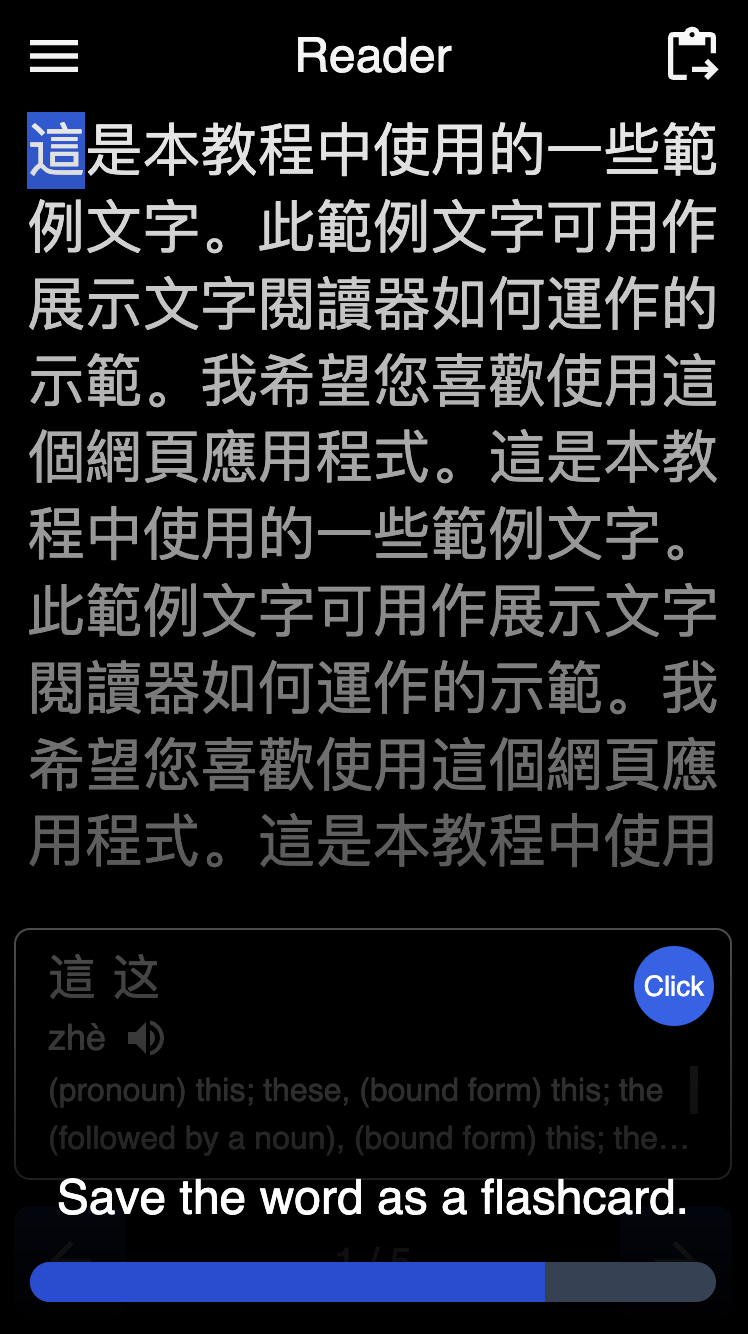 Reader
這是本教程中使用的一些範
例文字。此範例文字可用作
展示文字閱讀器如何運作的
示範。我希望您喜歡使用這
個網頁應用程式。這是本教
程中使用的一些範例文字。
此範例文字可用作展示文字
閱讀器如何運作的示範。我
希望您喜歡使用這個網頁應
用程式。這是本教程中使用
這 这
Click
zhè
(pronoun) this; these, (bound form) this; the
(followed by a noun), (bound form) this; the…
Save the word as a flashcard.
1 / 5